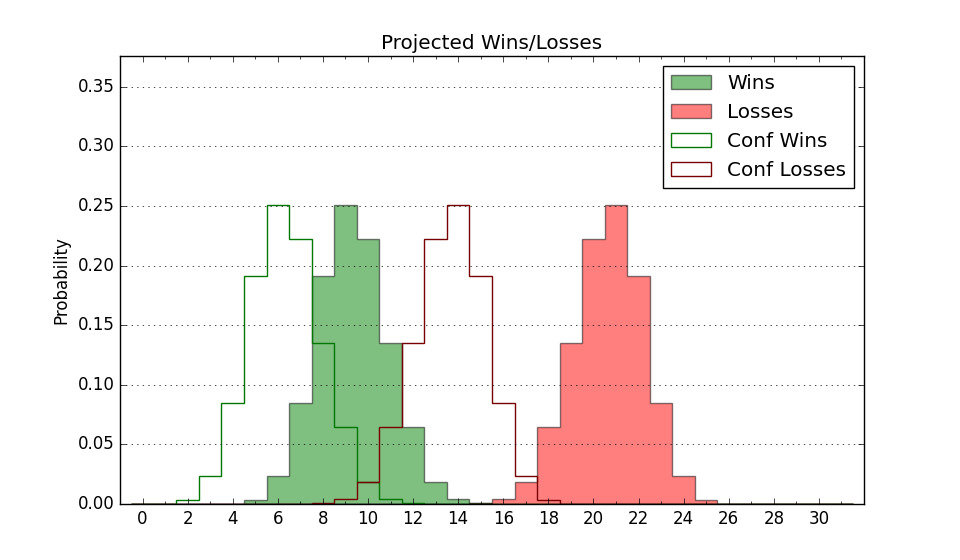 Projected Wins/Losses
Wins
Losses
Conf Wins
Conf Losses
Probability
0.35
0.30
0.25
0.20
0.15
0.10
0.05
0.00
0 2 4 6 8 10 12 14 16 18 20 22 24 26 28 30